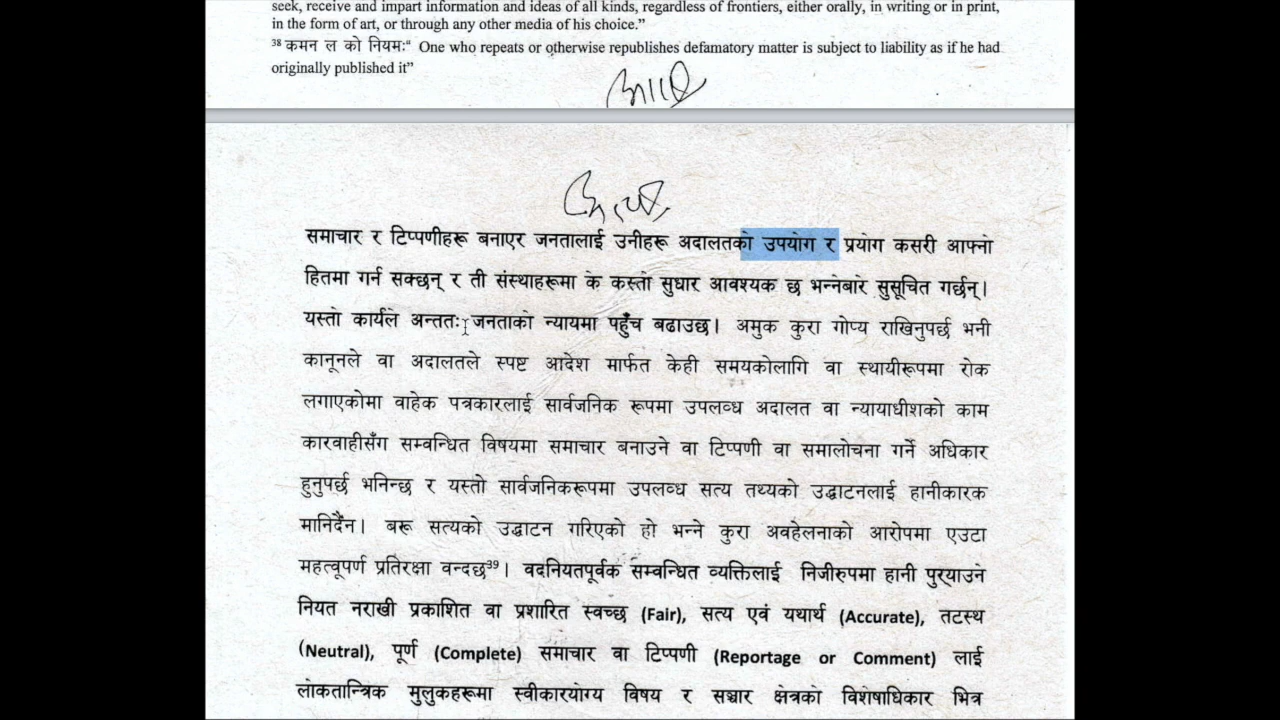 seek, receive and impart information and ideas of all kinds, regardless of frontiers, either orally, in writing or in print,
in the form of art, or through any other media of his choice.”
³⁸ कमन ल को नियमः“ One who repeats or otherwise republishes defamatory matter is subject to liability as if he had
originally published it”
समाचार र टिप्पणीहरू बनाएर जनतालाई उनीहरू अदालतको उपयोग र प्रयोग कसरी आफ्नो
हितमा गर्न सक्छन् र ती संस्थाहरूमा के कस्तो सुधार आवश्यक छ भन्नेबारे सुसूचित गर्छन्।
यस्तो कार्यले अन्ततः जनताको न्यायमा पहुँच बढाउछ। अमुक कुरा गोप्य राखिनुपर्छ भनी
कानूनले वा अदालतले स्पष्ट आदेश मार्फत केही समयकोलागि वा स्थायीरूपमा रोक
लगाएकोमा वाहेक पत्रकारलाई सार्वजनिक रूपमा उपलव्ध अदालत वा न्यायाधीशको काम
कारवाहीसँग सम्वन्धित विषयमा समाचार बनाउने वा टिप्पणी वा समालोचना गर्ने अधिकार
हुनुपर्छ भनिन्छ र यस्तो सार्वजनिकरूपमा उपलव्ध सत्य तथ्यको उद्घाटनलाई हानीकारक
मानिदैँन। बरू सत्यको उद्घाटन गरिएको हो भन्ने कुरा अवहेलनाको आरोपमा एउटा
महत्वूपर्ण प्रतिरक्षा वन्दछ³⁹। वदनियतपूर्वक सम्वन्धित व्यक्तिलाई निजीरुपमा हानी पुर्‍याउने
नियत नराखी प्रकाशित वा प्रशारित स्वच्छ (Fair), सत्य एवं यथार्थ (Accurate), तटस्थ
(Neutral), पूर्ण (Complete) समाचार वा टिप्पणी (Reportage or Comment) लाई
लोकतान्त्रिक मुलुकहरूमा स्वीकारयोग्य विषय र सञ्चार क्षेत्रको विशेषाधिकार भित्र